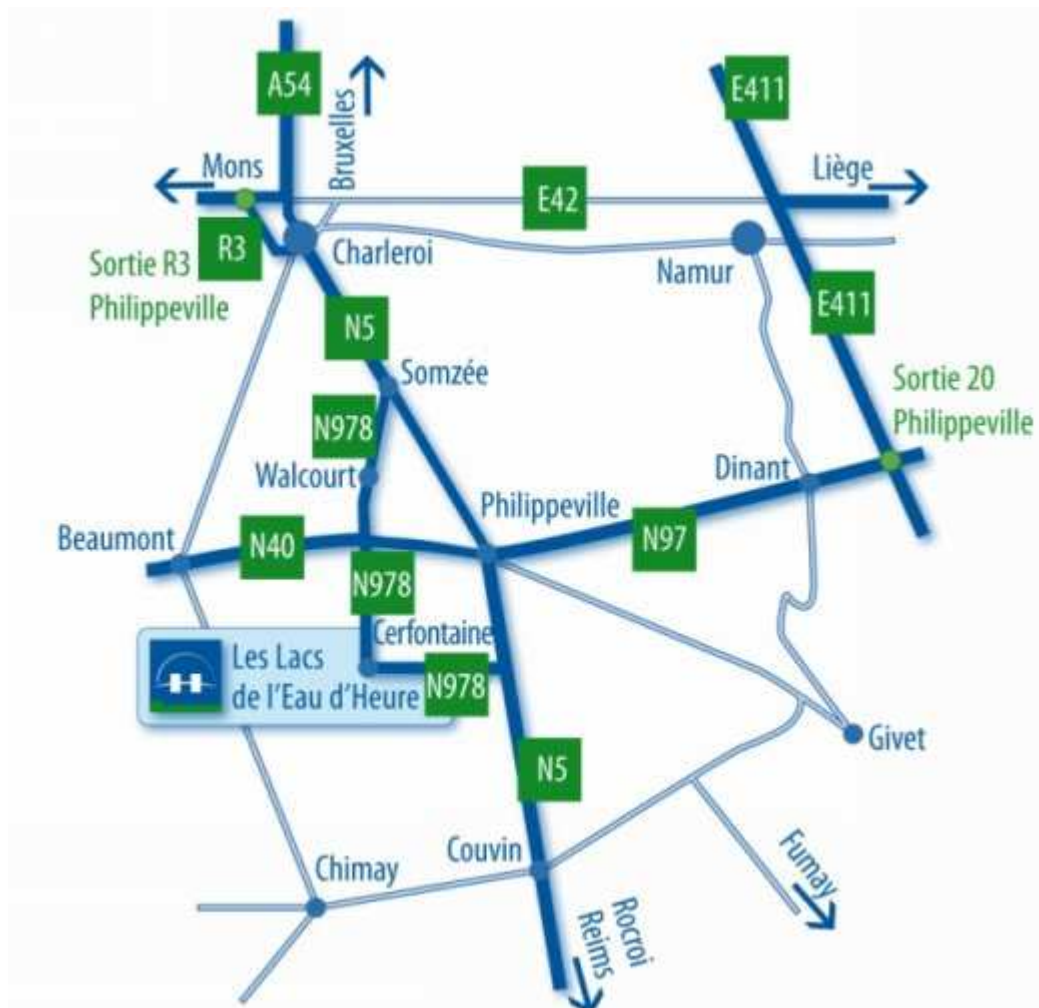 A54
Bruxelles
E411
Mons
Liège
E42
R3
Charleroi
Sortie R3
Philippeville
Namur
E411
N5
Somzée
Sortie 20
Philippeville
N978
Walcourt
Dinant
Philippeville
Beaumont
N40
N97
N978
Cerfontaine
Les Lacs
de l'Eau d'Heure
N978
Givet
N5
Couvin
Chimay
Fumay
Rocroi
Reims